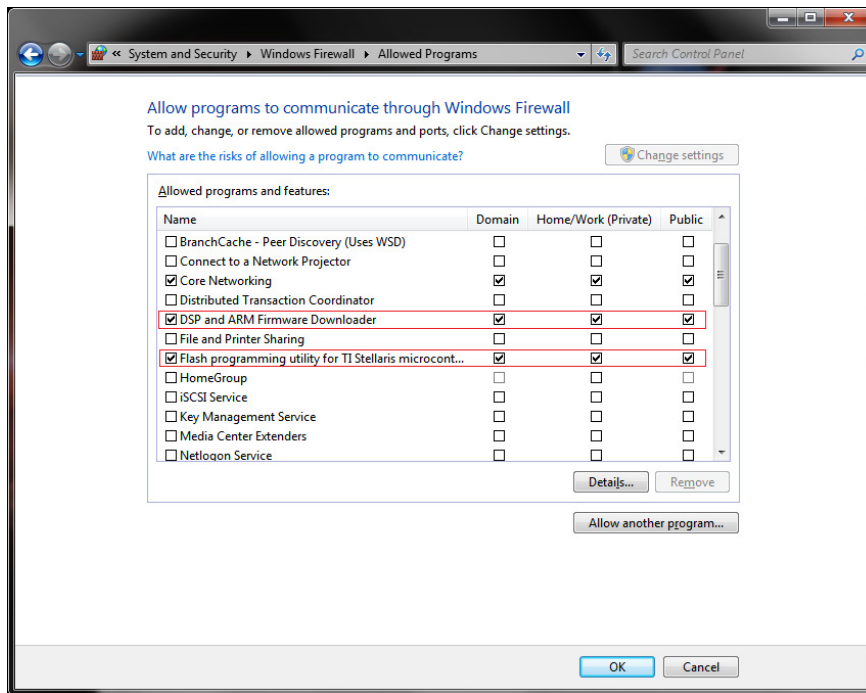 « System and Security ▸ Windows Firewall ▸ Allowed Programs
Search Control Panel
Allow programs to communicate through Windows Firewall
To add, change, or remove allowed programs and ports, click Change settings.
What are the risks of allowing a program to communicate?
Change settings
Allowed programs and features:
Name Domain Home/Work (Private) Public
BranchCache - Peer Discovery (Uses WSD)
Connect to a Network Projector
Core Networking
Distributed Transaction Coordinator
DSP and ARM Firmware Downloader
File and Printer Sharing
Flash programming utility for TI Stellaris microcont...
HomeGroup
iSCSI Service
Key Management Service
Media Center Extenders
Netlogon Service
Details... Remove
Allow another program...
OK Cancel